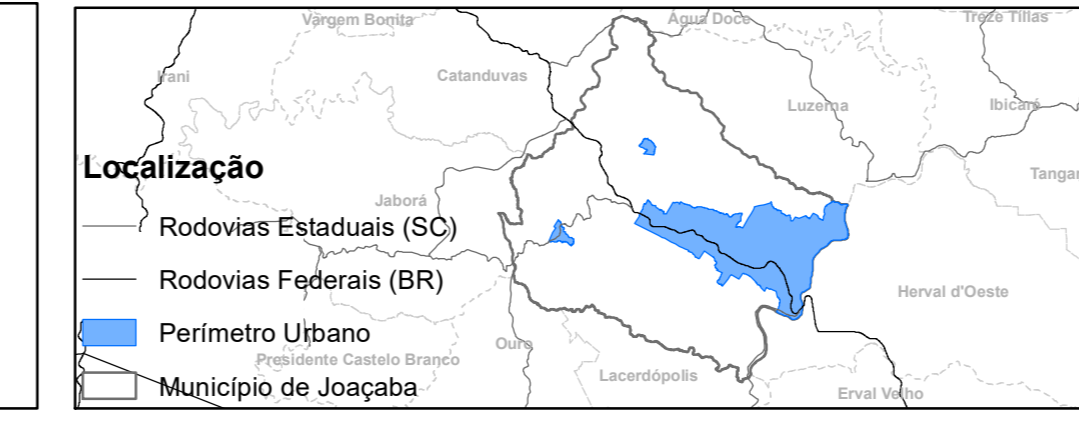 Vargem Bonita
Água Doce
Treze Tílias
Irani
Catanduvas
Luzerna
Ibicaré
Localização
Jaborá
Rodovias Estaduais (SC)
Rodovias Federais (BR)
Herval d'Oeste
Perímetro Urbano
Ouro
Presidente Castelo Branco
Lacerdópolis
Município de Joaçaba
Erval Velho